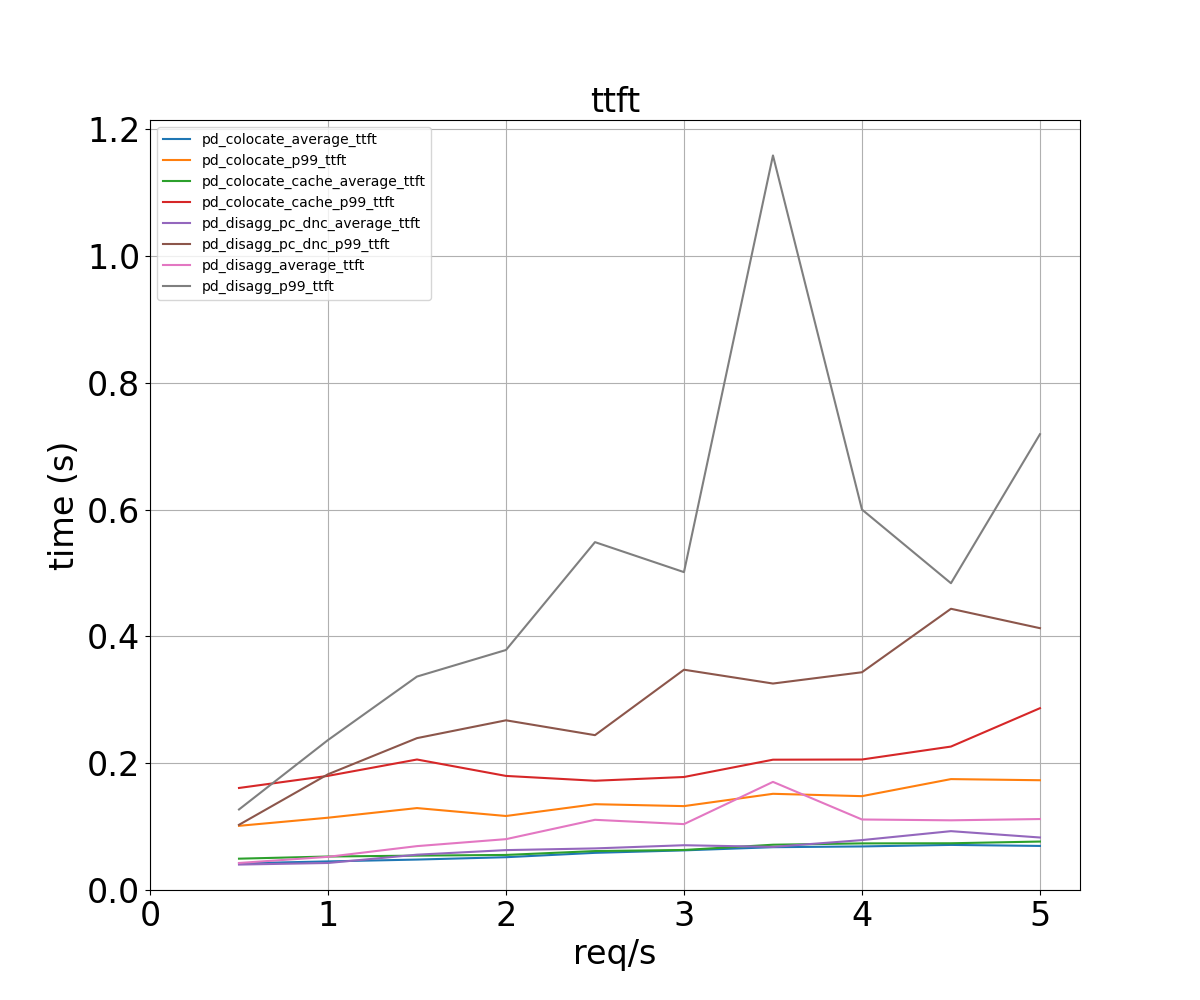 ttft
1.2
1.0
0.8
0.6
0.4
0.2
0.0
time (s)
pd_colocate_average_ttft
pd_colocate_p99_ttft
pd_colocate_cache_average_ttft
pd_colocate_cache_p99_ttft
pd_disagg_pc_dnc_average_ttft
pd_disagg_pc_dnc_p99_ttft
pd_disagg_average_ttft
pd_disagg_p99_ttft
0 1 2 3 4 5
req/s